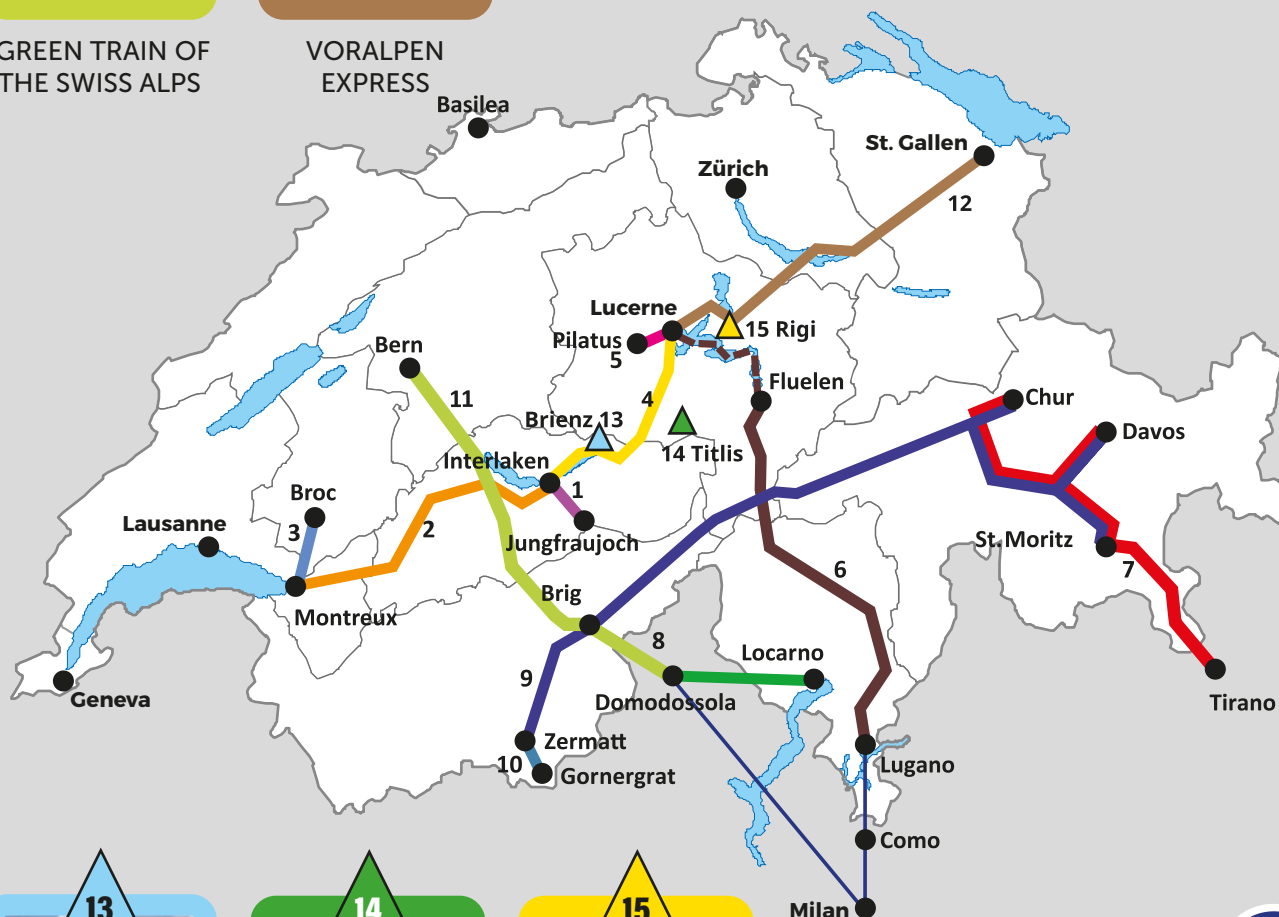 GREEN TRAIN OF
THE SWISS ALPS
VORALPEN
EXPRESS
Basilea
St. Gallen
Zürich
12
Lucerne
15 Rigi
Pilatus
5
Bern
Fluelen
11
4
Chur
Brienz 13
Davos
14 Titlis
Interlaken
1
Broc
3
2
Lausanne
Jungfraujoch
St.Moritz
7
6
Brig
Montreux
8
Locarno
9
Geneva
Domodossola
Tirano
Zermatt
10
Gornergrat
Lugano
Como
13
14
15
Milan